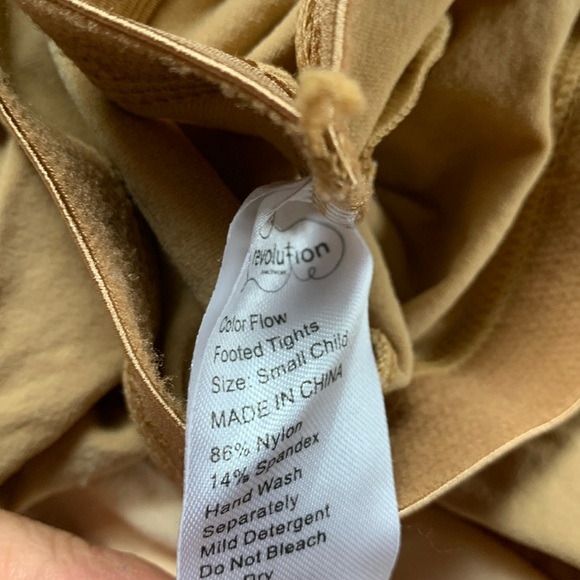 revolution
Color Flow
Footed Tights
Size: Small Child
MADE IN CHINA
86% Nylon
14% Spandex
Hand Wash
Separately
Mild Detergent
Do Not Bleach
Dry